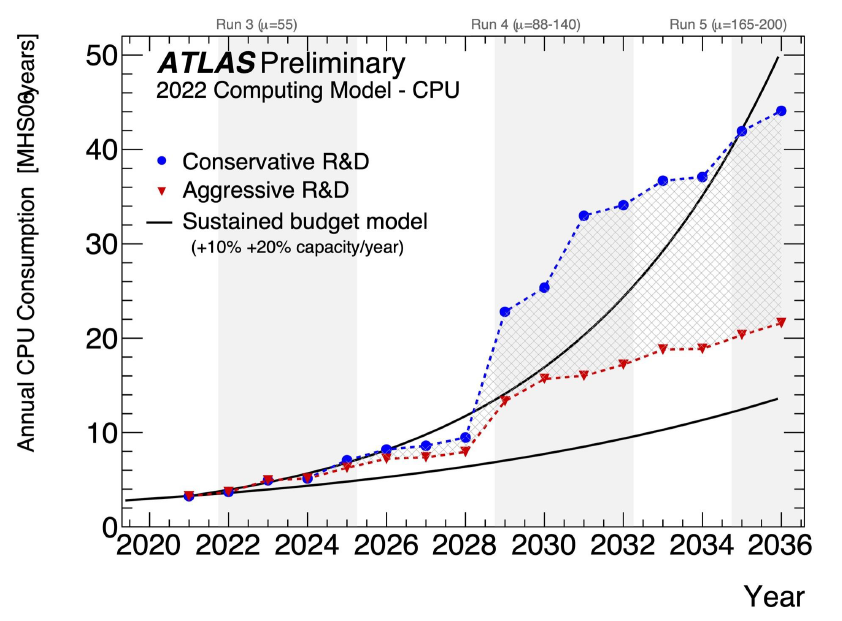 Run 3 (μ=55)
Run 4 (μ=88-140)
Run 5 (μ=165-200)
ATLAS Preliminary
2022 Computing Model - CPU
Conservative R&D
Aggressive R&D
Sustained budget model
(+10% +20% capacity/year)
Annual CPU Consumption [MHS06years]
50
40
30
20
10
0
2020 2022 2024 2026 2028 2030 2032 2034 2036
Year